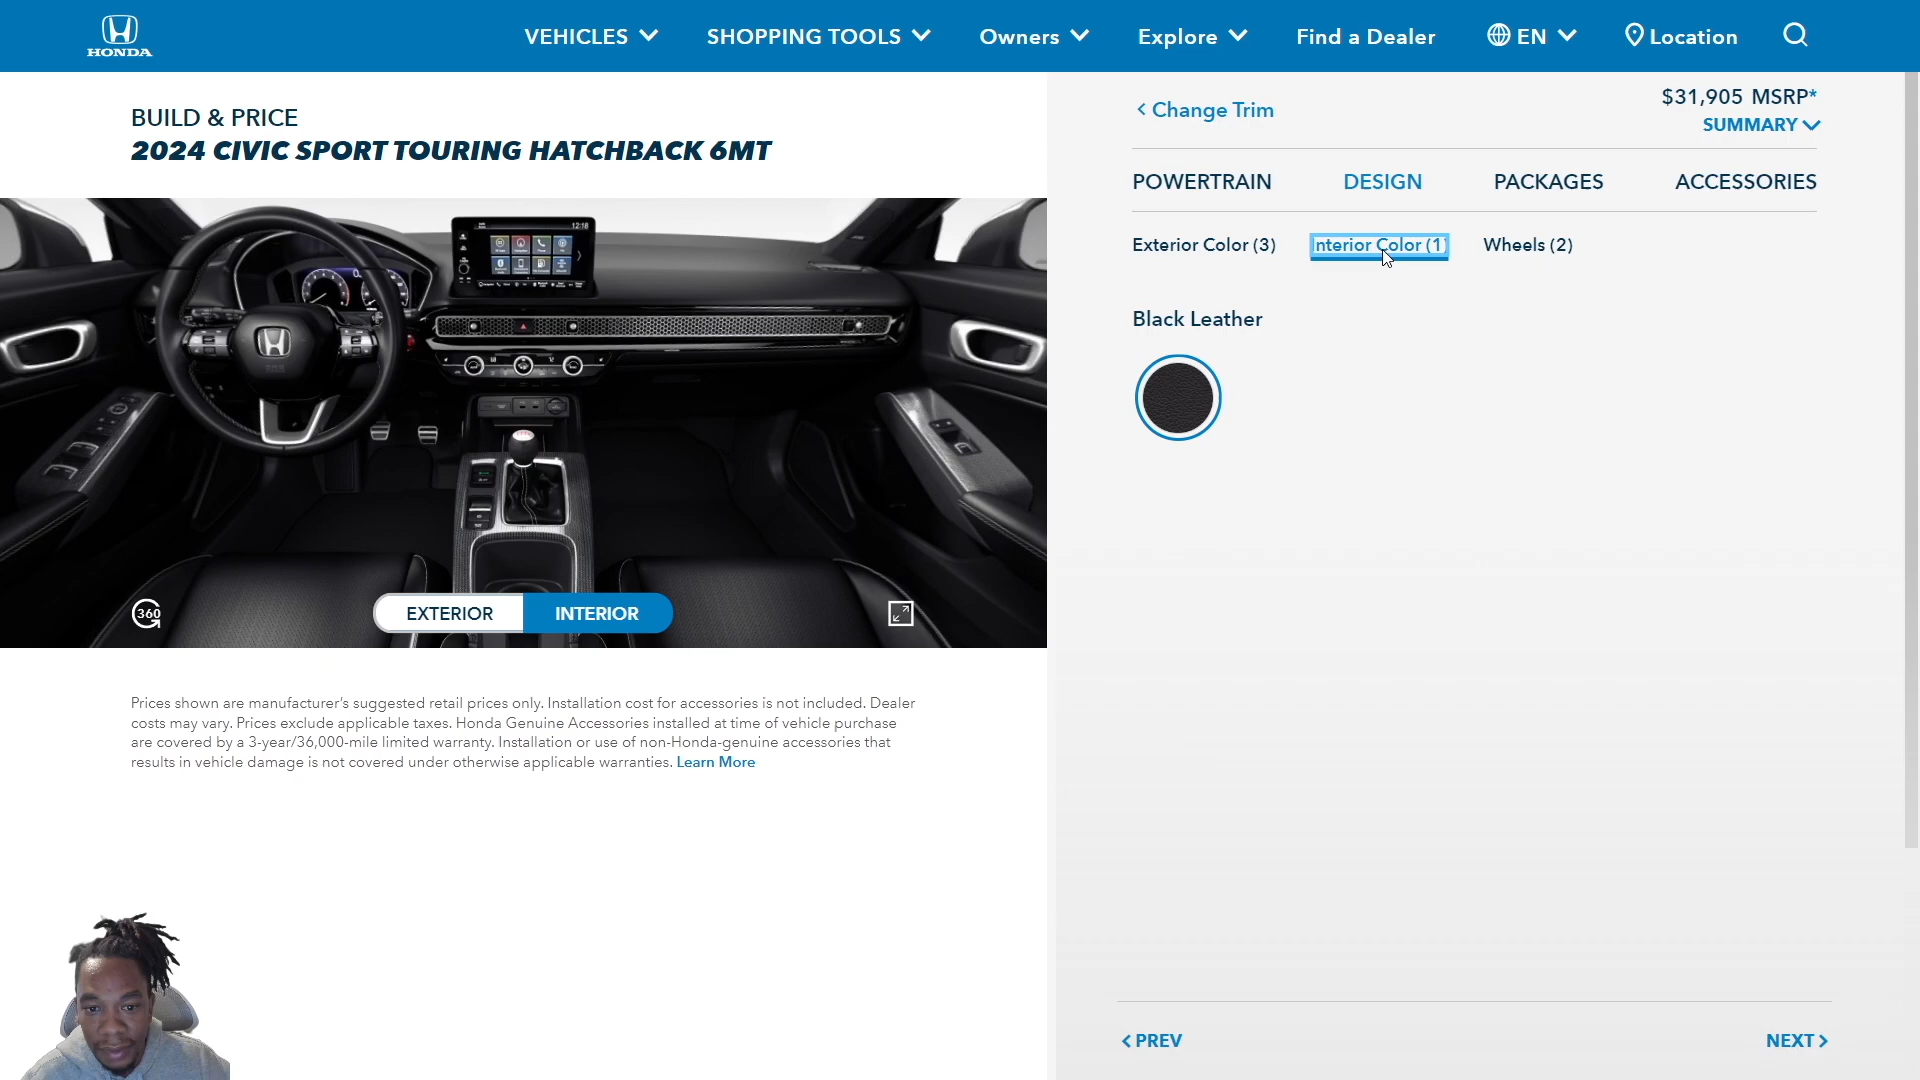 HONDA
VEHICLES
SHOPPING TOOLS
Owners
Explore
Find a Dealer
EN
Location
BUILD & PRICE
2024 CIVIC SPORT TOURING HATCHBACK 6MT
12:18
360
EXTERIOR
INTERIOR
Prices shown are manufacturer’s suggested retail prices only. Installation cost for accessories is not included. Dealer
costs may vary. Prices exclude applicable taxes. Honda Genuine Accessories installed at time of vehicle purchase
are covered by a 3-year/36,000-mile limited warranty. Installation or use of non-Honda-genuine accessories that
results in vehicle damage is not covered under otherwise applicable warranties. Learn More
< Change Trim
$31,905 MSRP*
SUMMARY
POWERTRAIN
DESIGN
PACKAGES
ACCESSORIES
Exterior Color (3)
Interior Color (1)
Wheels (2)
Black Leather
< PREV
NEXT >